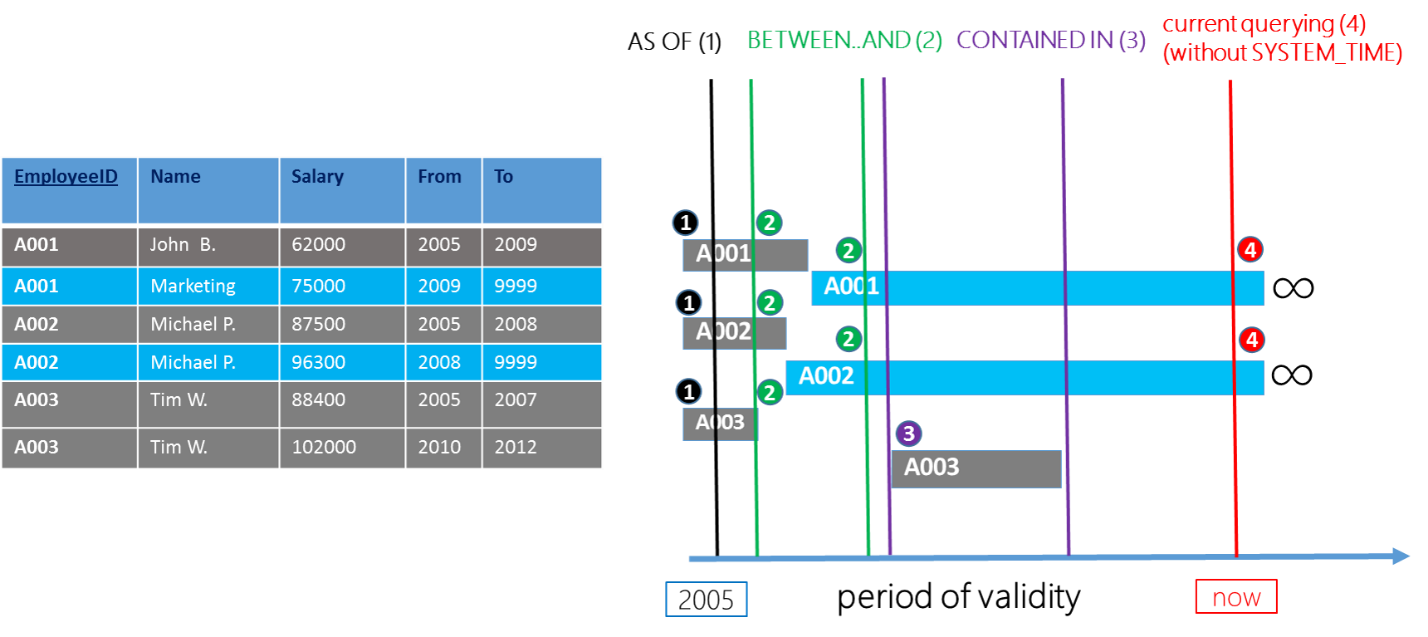 AS OF (1) BETWEEN..AND (2) CONTAINED IN (3) current querying (4)
(without SYSTEM_TIME)
EmployeeID Name Salary From To
A001 John B. 62000 2005 2009
A001 Marketing 75000 2009 9999
A002 Michael P. 87500 2005 2008
A002 Michael P. 96300 2008 9999
A003 Tim W. 88400 2005 2007
A003 Tim W. 102000 2010 2012
1 2
A001
2 4
A001 ∞
1 2
A002
2 4
A002 ∞
1 2
A003
3
A003
2005 period of validity now